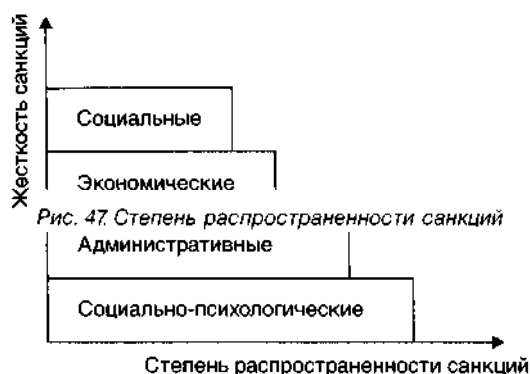 Жесткость санкций
Социальные
Экономические
Рис. 47. Степень распространенности санкций
Административные
Социально-психологические
Степень распространенности санкций